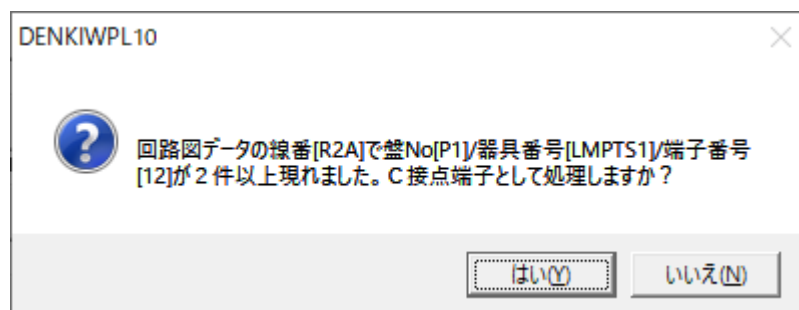 DENKIWPL10
回路図データの線番[R2A]で盤No[P1]/器具番号[LMPTS1]/端子番号
[12]が２件以上現れました。Ｃ接点端子として処理しますか？
はい(Y)
いいえ(N)